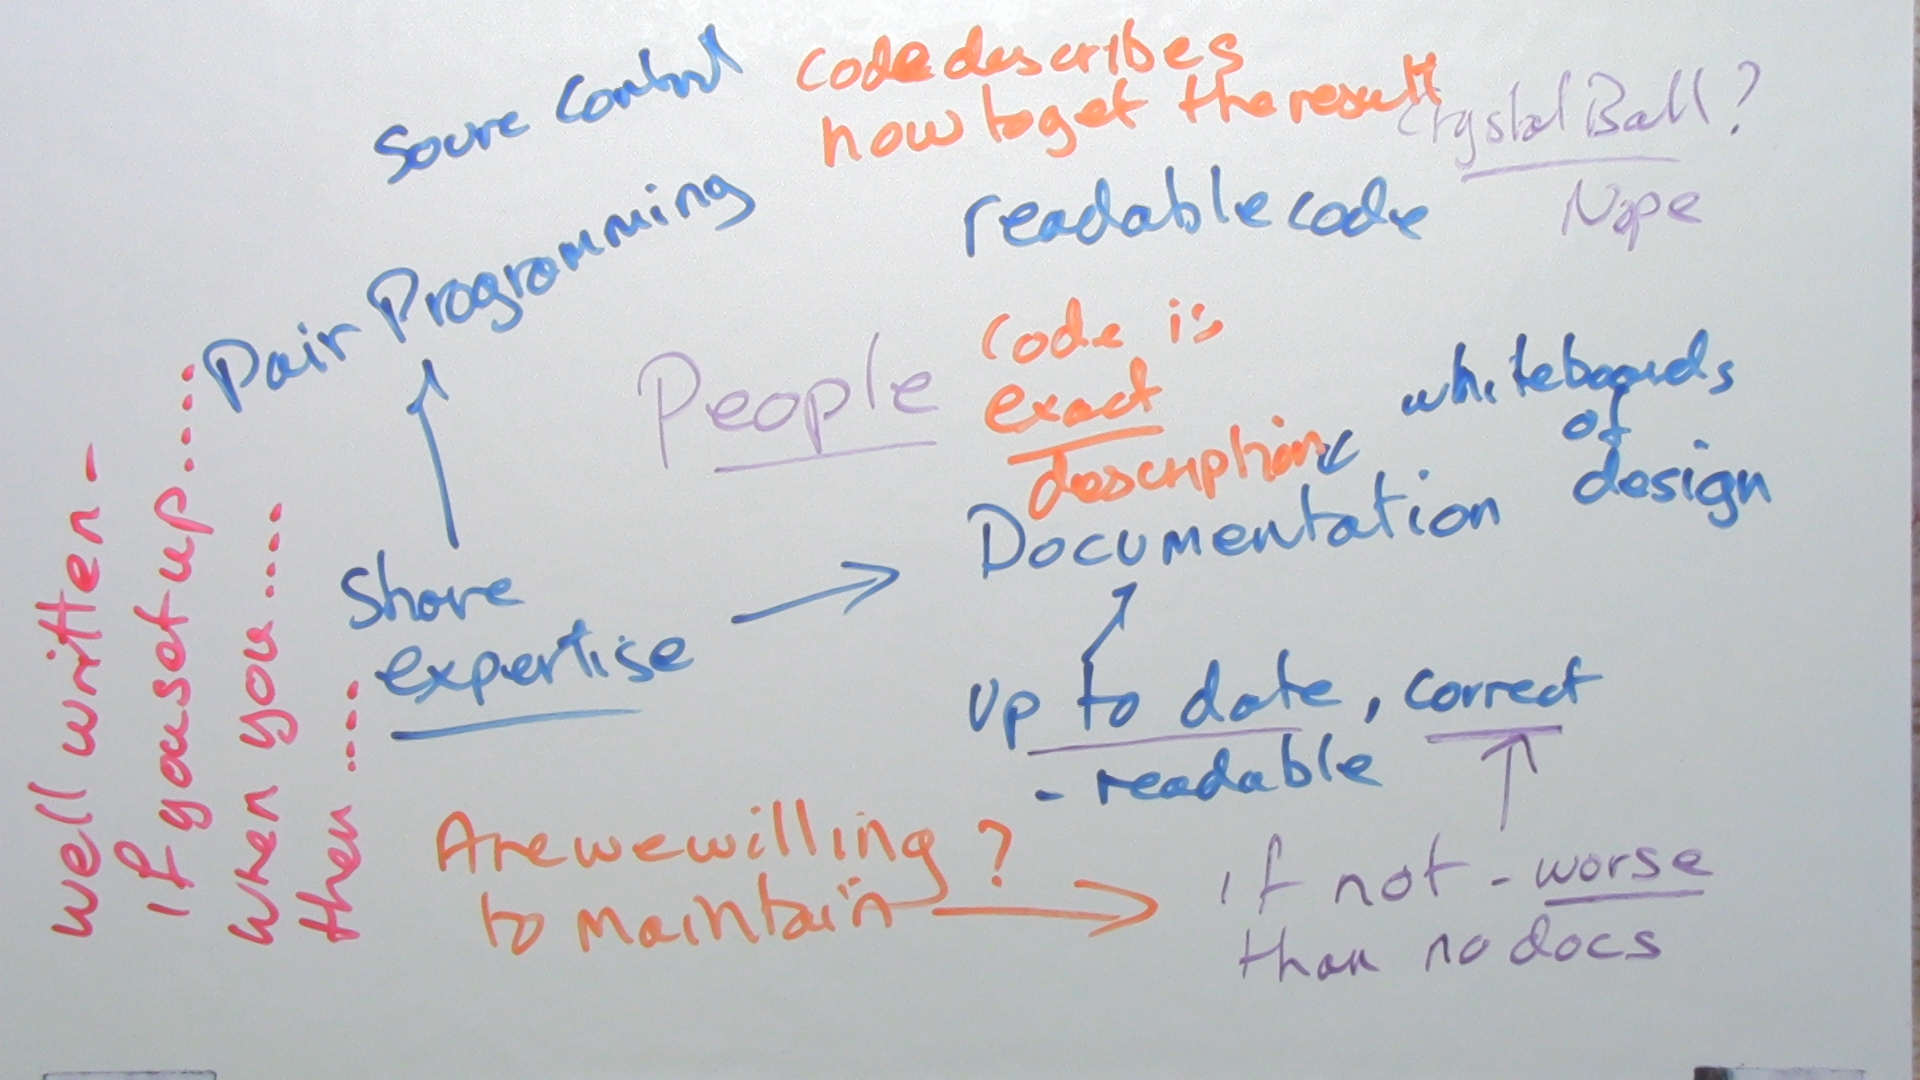 Soure Control
Code describes
how to get the result
Crystal Ball?
Nope
readable code
Pair Programming
People
Code is
exact
description
whiteboards
of
design
Documentation
Share
expertise
up to date, correct
- readable
Are we willing ?
to maintain
if not - worse
than no docs
well written -
if you set up ....
when you ....
then ....